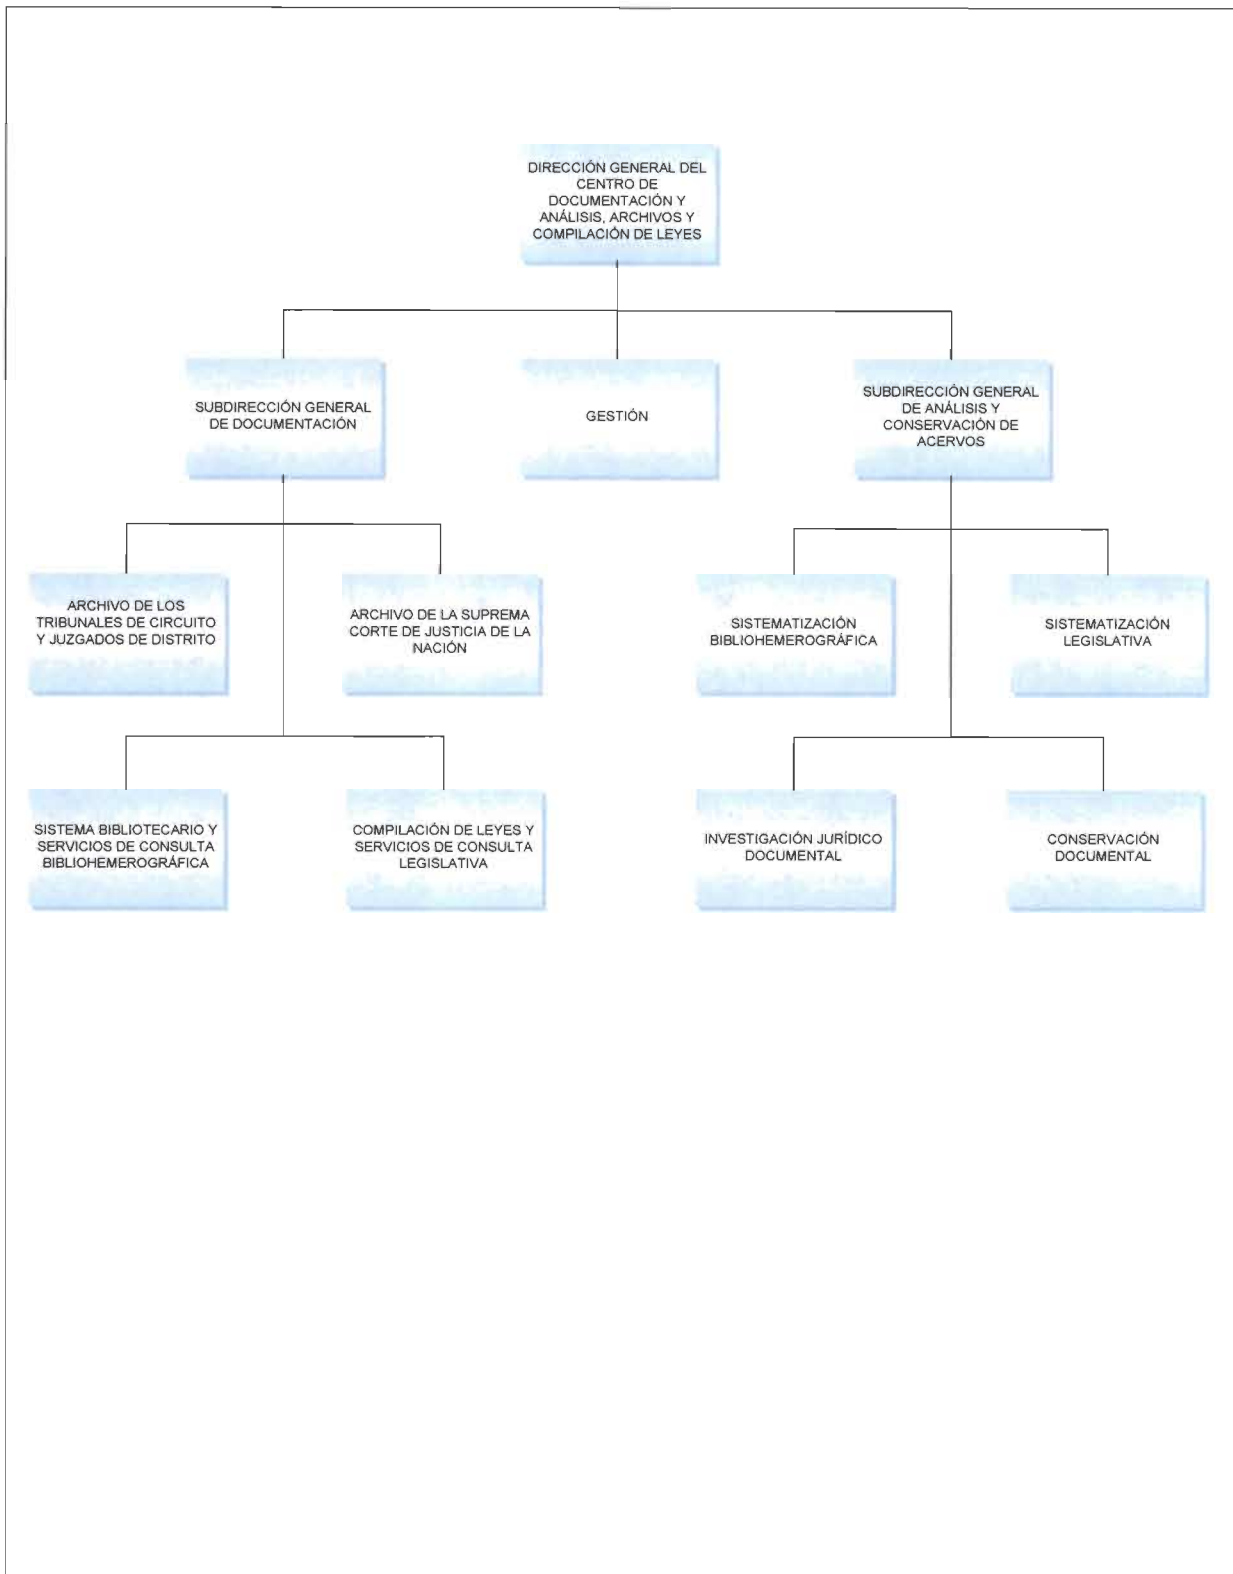 DIRECCIÓN GENERAL DEL
CENTRO DE
DOCUMENTACIÓN Y
ANÁLISIS, ARCHIVOS Y
COMPILACIÓN DE LEYES
SUBDIRECCIÓN GENERAL
DE DOCUMENTACIÓN
GESTIÓN
SUBDIRECCIÓN GENERAL
DE ANÁLISIS Y
CONSERVACIÓN DE
ACERVOS
ARCHIVO DE LOS
TRIBUNALES DE CIRCUITO
Y JUZGADOS DE DISTRITO
ARCHIVO DE LA SUPREMA
CORTE DE JUSTICIA DE LA
NACIÓN
SISTEMATIZACIÓN
BIBLIOHEMEROGRÁFICA
SISTEMATIZACIÓN
LEGISLATIVA
SISTEMA BIBLIOTECARIO Y
SERVICIOS DE CONSULTA
BIBLIOHEMEROGRÁFICA
COMPILACIÓN DE LEYES Y
SERVICIOS DE CONSULTA
LEGISLATIVA
INVESTIGACIÓN JURÍDICO
DOCUMENTAL
CONSERVACIÓN
DOCUMENTAL